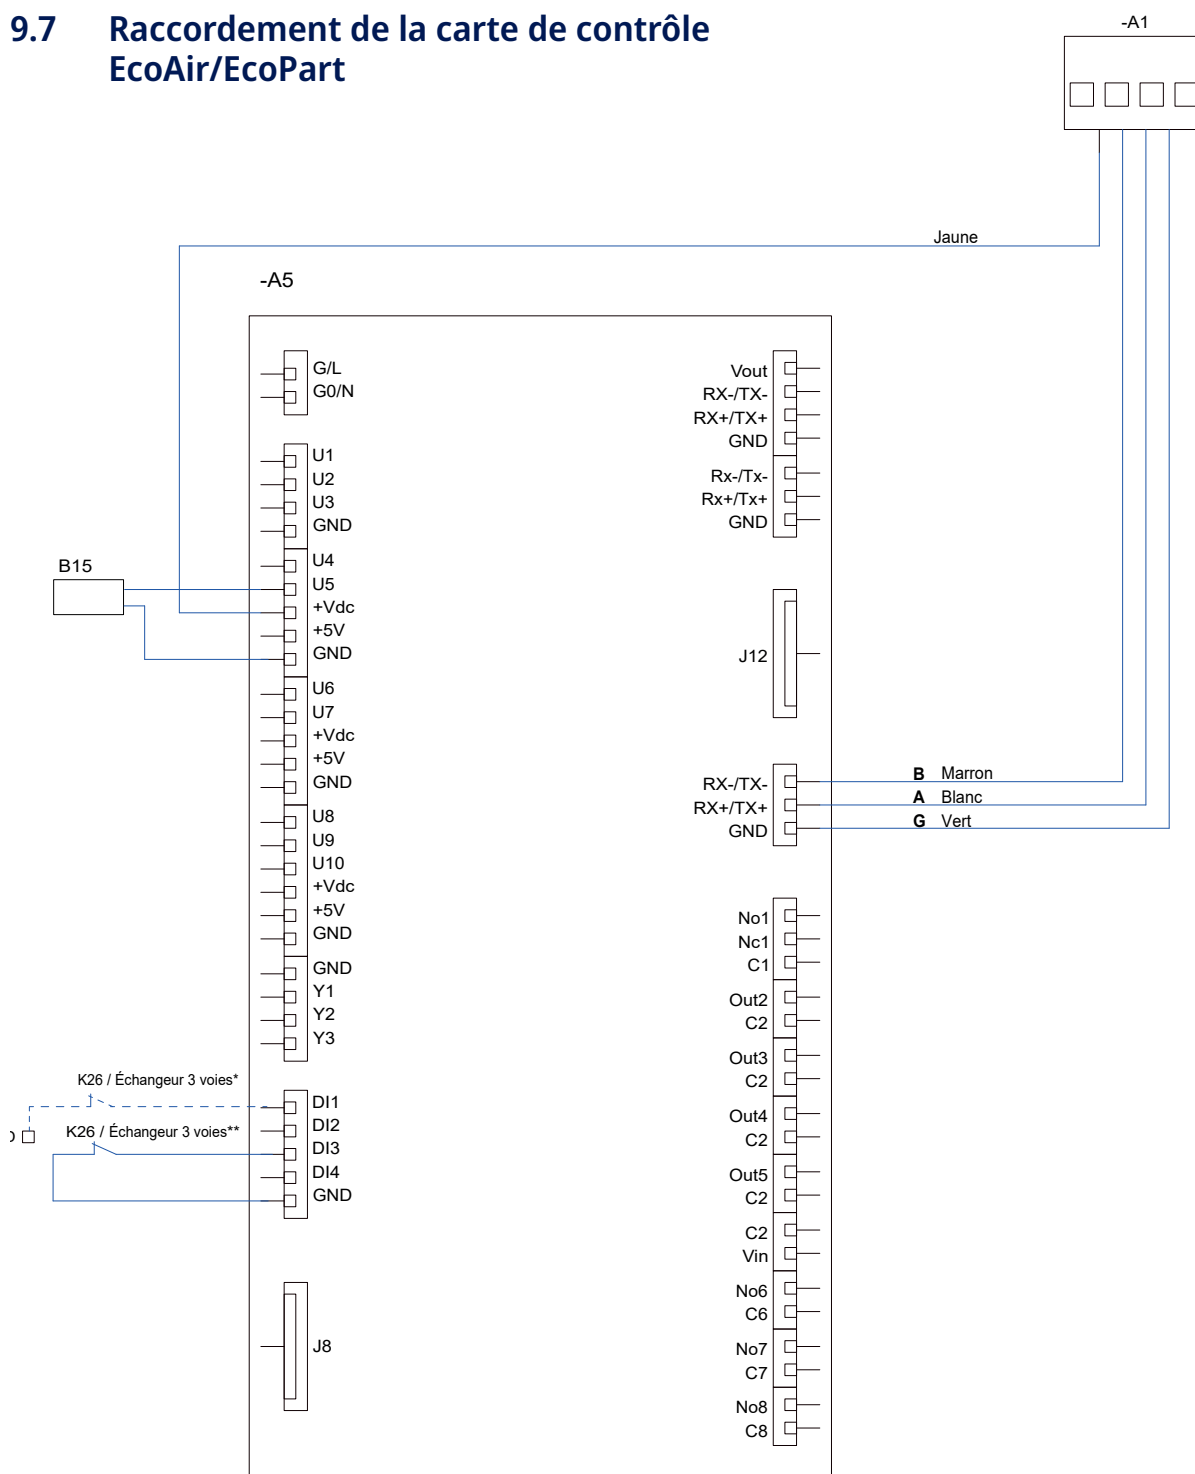 9.7 Raccordement de la carte de contrôle
EcoAir/EcoPart
-A1
Jaune
-A5
G/L
G0/N
U1
U2
U3
GND
U4
U5
+Vdc
+5V
GND
U6
U7
+Vdc
+5V
GND
U8
U9
U10
+Vdc
+5V
GND
GND
Y1
Y2
Y3
B15
K26 / Échangeur 3 voies*
K26 / Échangeur 3 voies**
DI1
DI2
DI3
DI4
GND
J8
Vout
RX-/TX-
RX+/TX+
GND
Rx-/Tx-
Rx+/Tx+
GND
J12
RX-/TX-
RX+/TX+
GND
B Marron
A Blanc
G Vert
No1
Nc1
C1
Out2
C2
Out3
C2
Out4
C2
Out5
C2
C2
Vin
No6
C6
No7
C7
No8
C8